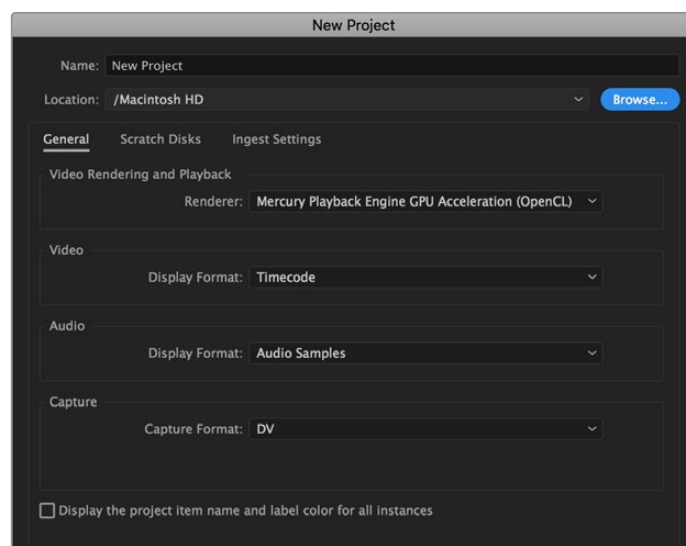 New Project
Name: New Project
Location: /Macintosh HD Browse...
General Scratch Disks Ingest Settings
Video Rendering and Playback
Renderer: Mercury Playback Engine GPU Acceleration (OpenCL)
Video
Display Format: Timecode
Audio
Display Format: Audio Samples
Capture
Capture Format: DV
Display the project item name and label color for all instances